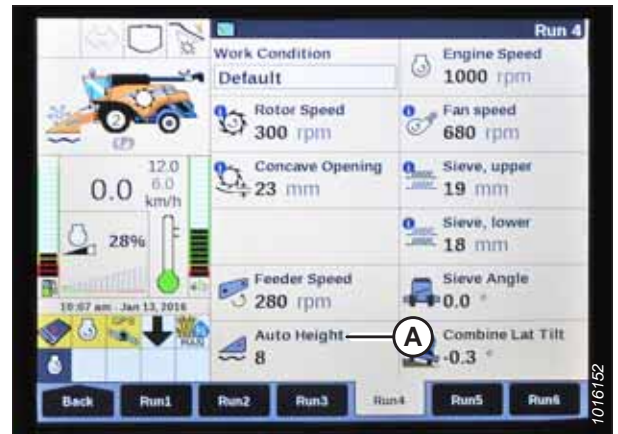 Run 4
Work Condition
Default
Engine Speed
1000 rpm
Rotor Speed
300 rpm
Fan speed
680 rpm
Concave Opening
23 mm
Sieve, upper
19 mm
Sieve, lower
18 mm
Feeder Speed
280 rpm
Sieve Angle
0.0 °
Auto Height
8
A
Combine Lat Tilt
-0.3 °
2
(P)
12.0
6.0
km/h
0.0
28%
10:07 am Jan 13, 2016
GPS
MAN
Back
Run1
Run2
Run3
Run4
Run5
Run6
1016152